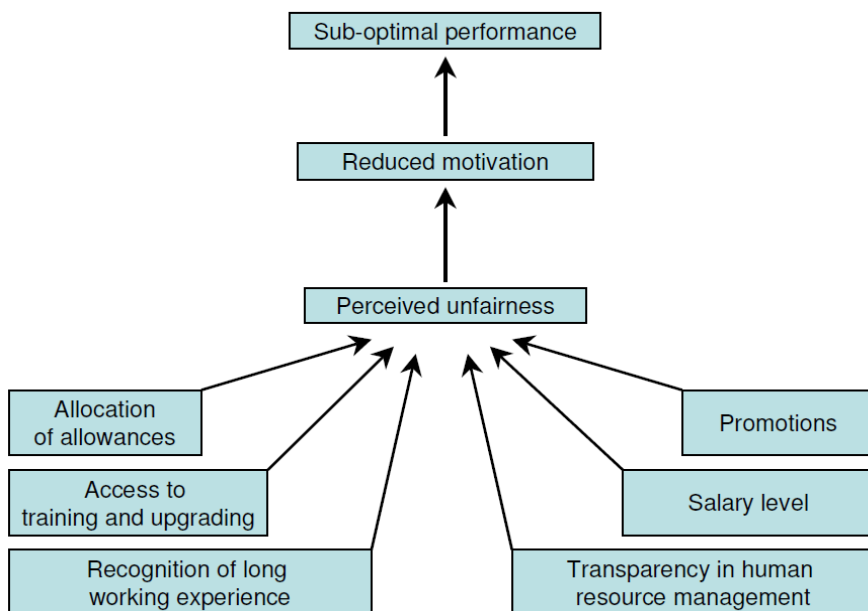 Sub-optimal performance
Reduced motivation
Perceived unfairness
Allocation
of allowances
Promotions
Access to
training and upgrading
Salary level
Recognition of long
working experience
Transparency in human
resource management